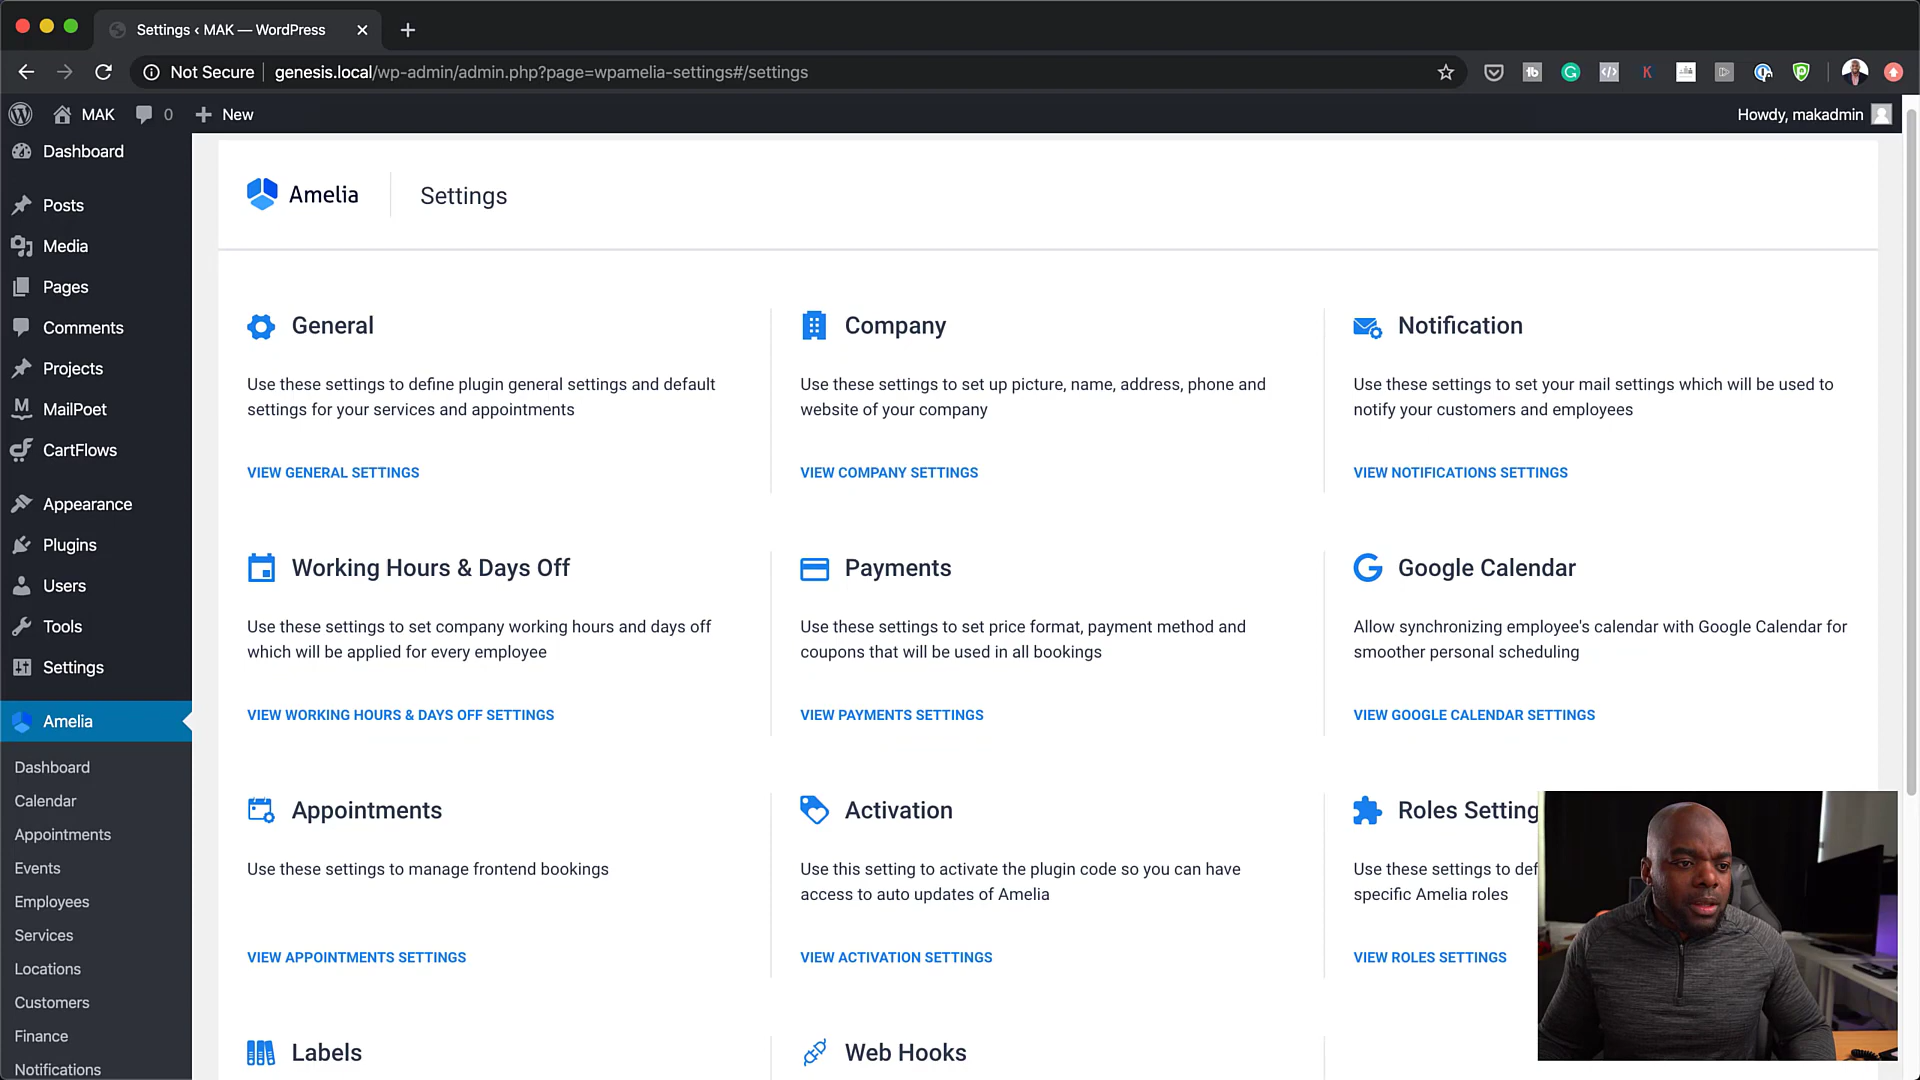 Settings ‹ MAK — WordPress
Not Secure
genesis.local/wp-admin/admin.php?page=wpamelia-settings#/settings
MAK
0
New
Howdy, makadmin
Dashboard
Posts
Media
Pages
Comments
Projects
MailPoet
CartFlows
Appearance
Plugins
Users
Tools
Settings
Amelia
Dashboard
Calendar
Appointments
Events
Employees
Services
Locations
Customers
Finance
Notifications
Amelia
Settings
General
Use these settings to define plugin general settings and default
settings for your services and appointments
VIEW GENERAL SETTINGS
Company
Use these settings to set up picture, name, address, phone and
website of your company
VIEW COMPANY SETTINGS
Notification
Use these settings to set your mail settings which will be used to
notify your customers and employees
VIEW NOTIFICATIONS SETTINGS
Working Hours & Days Off
Use these settings to set company working hours and days off
which will be applied for every employee
VIEW WORKING HOURS & DAYS OFF SETTINGS
Payments
Use these settings to set price format, payment method and
coupons that will be used in all bookings
VIEW PAYMENTS SETTINGS
Google Calendar
Allow synchronizing employee's calendar with Google Calendar for
smoother personal scheduling
VIEW GOOGLE CALENDAR SETTINGS
Appointments
Use these settings to manage frontend bookings
VIEW APPOINTMENTS SETTINGS
Activation
Use this setting to activate the plugin code so you can have
access to auto updates of Amelia
VIEW ACTIVATION SETTINGS
Roles Setting
Use these settings to def
specific Amelia roles
VIEW ROLES SETTINGS
Labels
Web Hooks